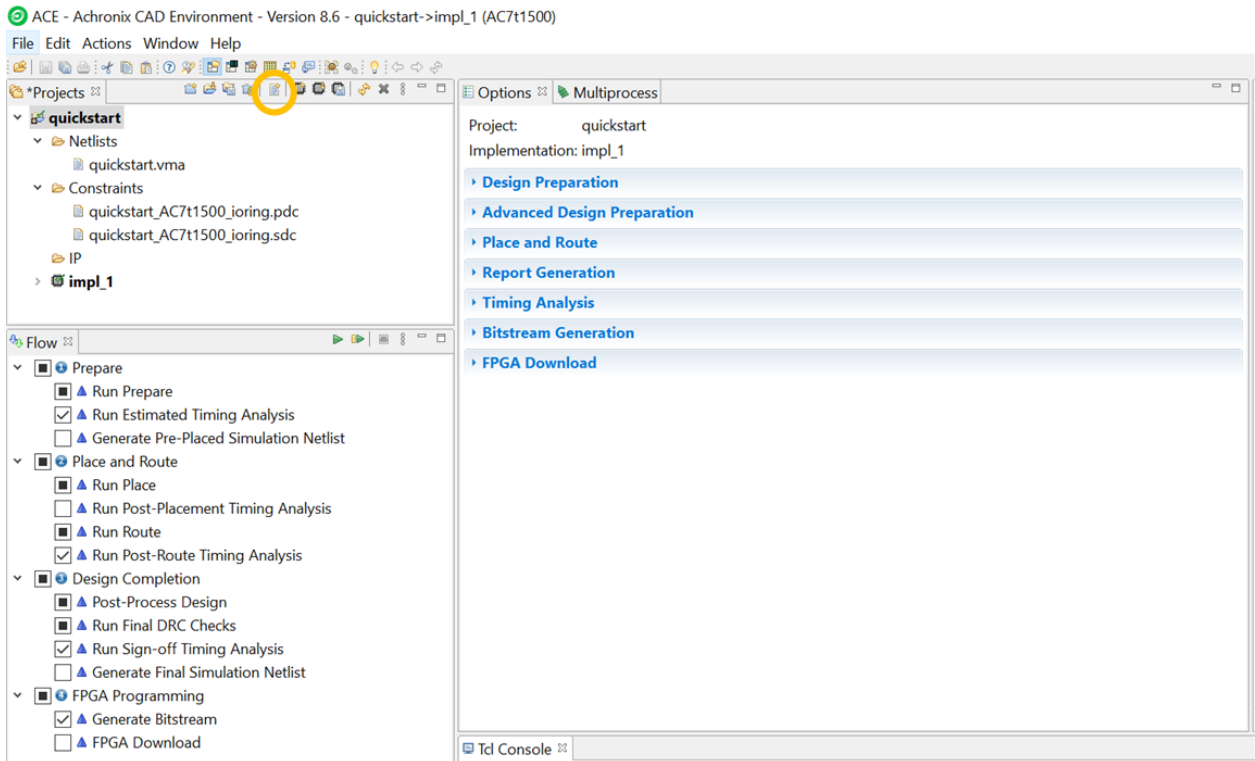 ACE - Achronix CAD Environment - Version 8.6 - quickstart->impl_1 (AC7t1500)
File Edit Actions Window Help
*Projects
quickstart
Netlists
quickstart.vma
Constraints
quickstart_AC7t1500_ioring.pdc
quickstart_AC7t1500_ioring.sdc
IP
impl_1
Flow
Prepare
Run Prepare
Run Estimated Timing Analysis
Generate Pre-Placed Simulation Netlist
Place and Route
Run Place
Run Post-Placement Timing Analysis
Run Route
Run Post-Route Timing Analysis
Design Completion
Post-Process Design
Run Final DRC Checks
Run Sign-off Timing Analysis
Generate Final Simulation Netlist
FPGA Programming
Generate Bitstream
FPGA Download
Options Multiprocess
Project: quickstart
Implementation: impl_1
Design Preparation
Advanced Design Preparation
Place and Route
Report Generation
Timing Analysis
Bitstream Generation
FPGA Download
Tcl Console